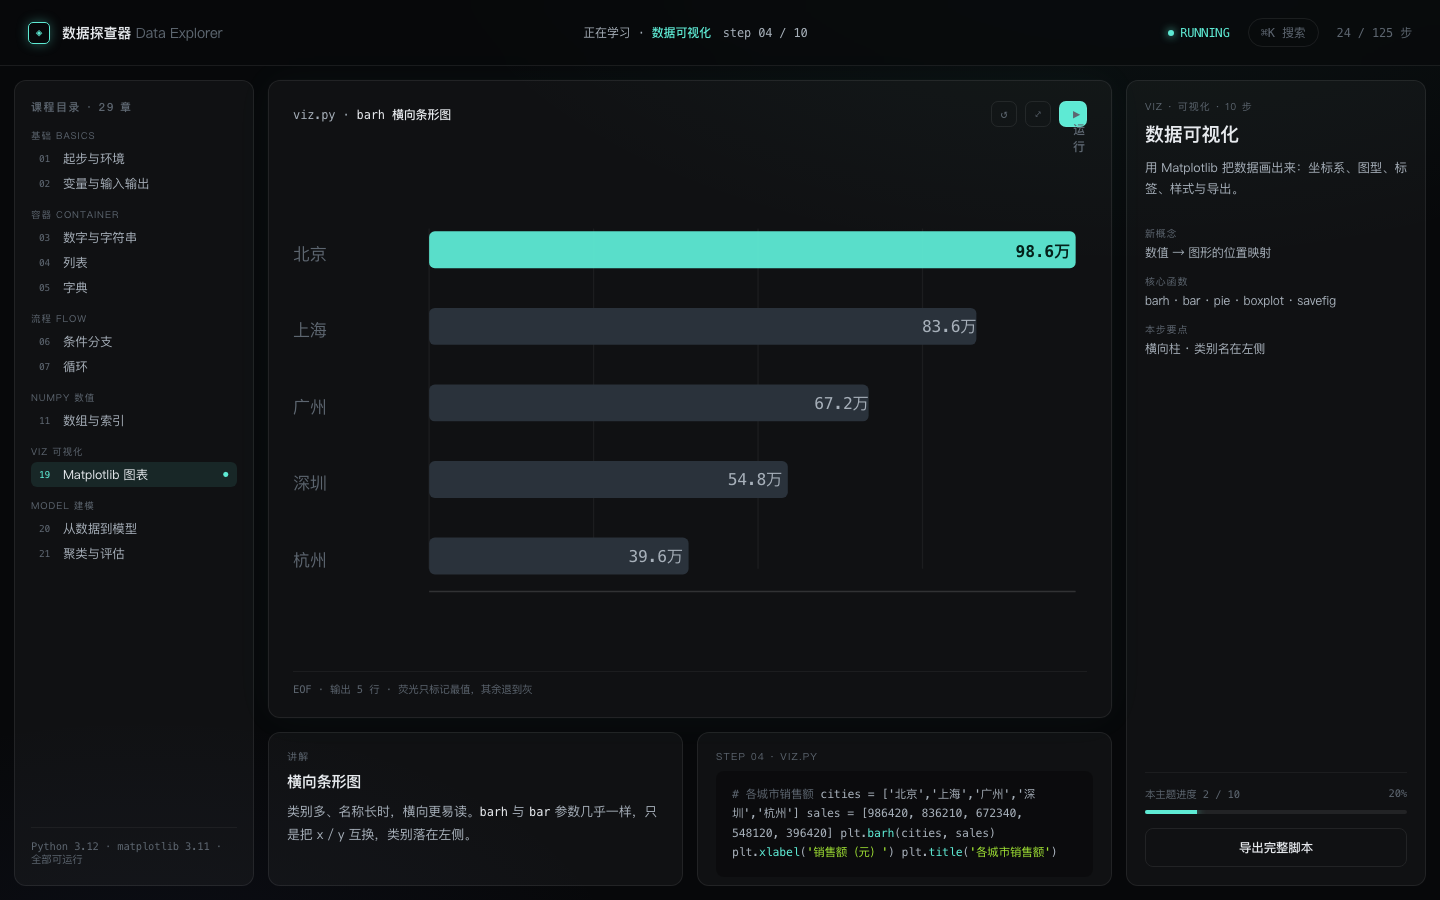 数据探查器 Data Explorer
正在学习 · 数据可视化 step 04 / 10
RUNNING
⌘K 搜索
24 / 125 步
课程目录 · 29 章
基础 BASICS
01 起步与环境
02 变量与输入输出
容器 CONTAINER
03 数字与字符串
04 列表
05 字典
流程 FLOW
06 条件分支
07 循环
NUMPY 数值
11 数组与索引
VIZ 可视化
19 Matplotlib 图表
MODEL 建模
20 从数据到模型
21 聚类与评估
Python 3.12 · matplotlib 3.11 ·
全部可运行
viz.py · barh 横向条形图
运
行
北京 98.6万
上海 83.6万
广州 67.2万
深圳 54.8万
杭州 39.6万
EOF · 输出 5 行 · 荧光只标记最值，其余退到灰
讲解
横向条形图
类别多、名称长时，横向更易读。barh 与 bar 参数几乎一样，只
是把 x / y 互换，类别落在左侧。
STEP 04 · VIZ.PY
# 各城市销售额 cities = ['北京','上海','广州','深
圳','杭州'] sales = [986420, 836210, 672340,
548120, 396420] plt.barh(cities, sales)
plt.xlabel('销售额（元）') plt.title('各城市销售额')
VIZ · 可视化 · 10 步
数据可视化
用 Matplotlib 把数据画出来：坐标系、图型、标
签、样式与导出。
新概念
数值 → 图形的位置映射
核心函数
barh · bar · pie · boxplot · savefig
本步要点
横向柱 · 类别名在左侧
本主题进度 2 / 10 20%
导出完整脚本